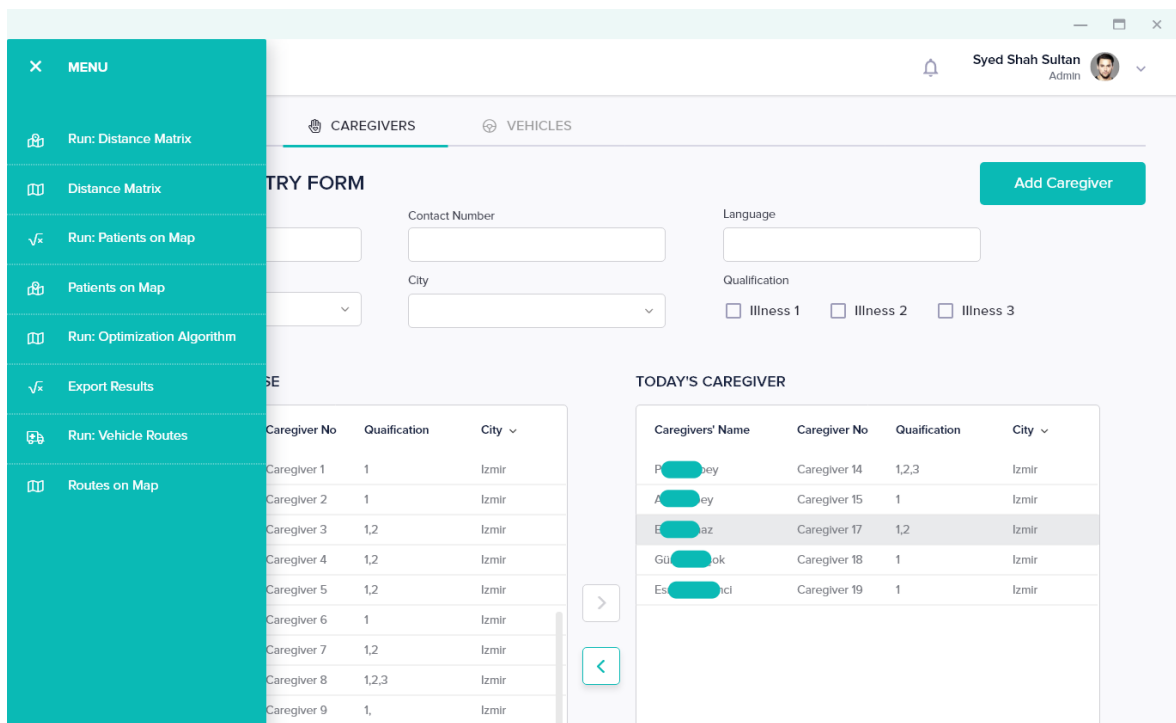 MENU
Run: Distance Matrix
Distance Matrix
Run: Patients on Map
Patients on Map
Run: Optimization Algorithm
Export Results
Run: Vehicle Routes
Routes on Map
Syed Shah Sultan
Admin
CAREGIVERS VEHICLES
TRY FORM
Add Caregiver
Contact Number Language
City Qualification
Illness 1 Illness 2 Illness 3
SE
Caregiver No Quaification City
Caregiver 1 1 Izmir
Caregiver 2 1 Izmir
Caregiver 3 1,2 Izmir
Caregiver 4 1,2 Izmir
Caregiver 5 1,2 Izmir
Caregiver 6 1 Izmir
Caregiver 7 1,2 Izmir
Caregiver 8 1,2,3 Izmir
Caregiver 9 1, Izmir
TODAY'S CAREGIVER
Caregivers' Name Caregiver No Quaification City
Caregiver 14 1,2,3 Izmir
Caregiver 15 1 Izmir
Caregiver 17 1,2 Izmir
Caregiver 18 1 Izmir
Caregiver 19 1 Izmir